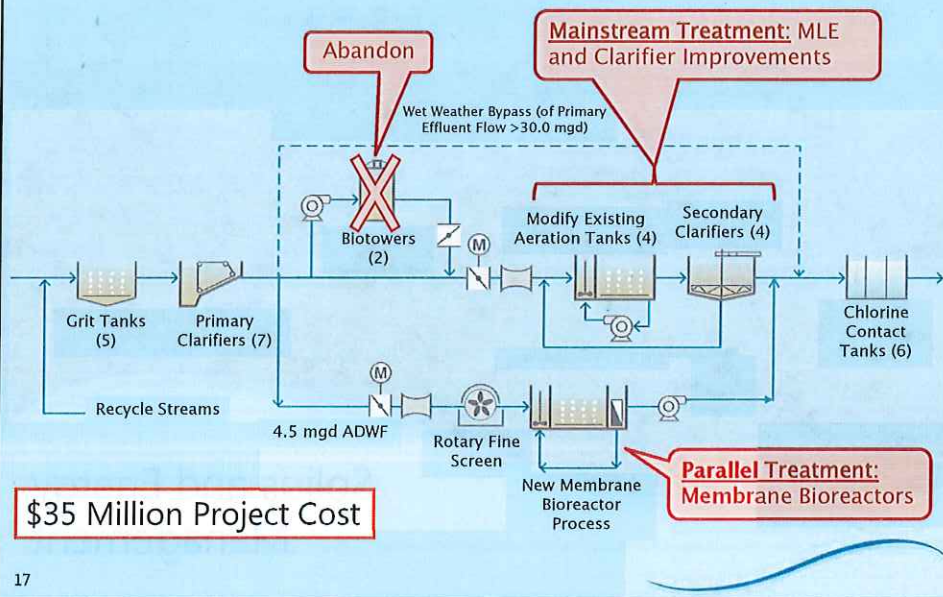 Abandon
Mainstream Treatment: MLE
and Clarifier Improvements
Wet Weather Bypass (of Primary
Effluent Flow >30.0 mgd)
Biotowers
(2)
M
Modify Existing
Aeration Tanks (4)
Secondary
Clarifiers (4)
Grit Tanks
(5)
Primary
Clarifiers (7)
Chlorine
Contact
Tanks (6)
Recycle Streams
M
4.5 mgd ADWF
Rotary Fine
Screen
New Membrane
Bioreactor
Process
Parallel Treatment:
Membrane Bioreactors
$35 Million Project Cost
17